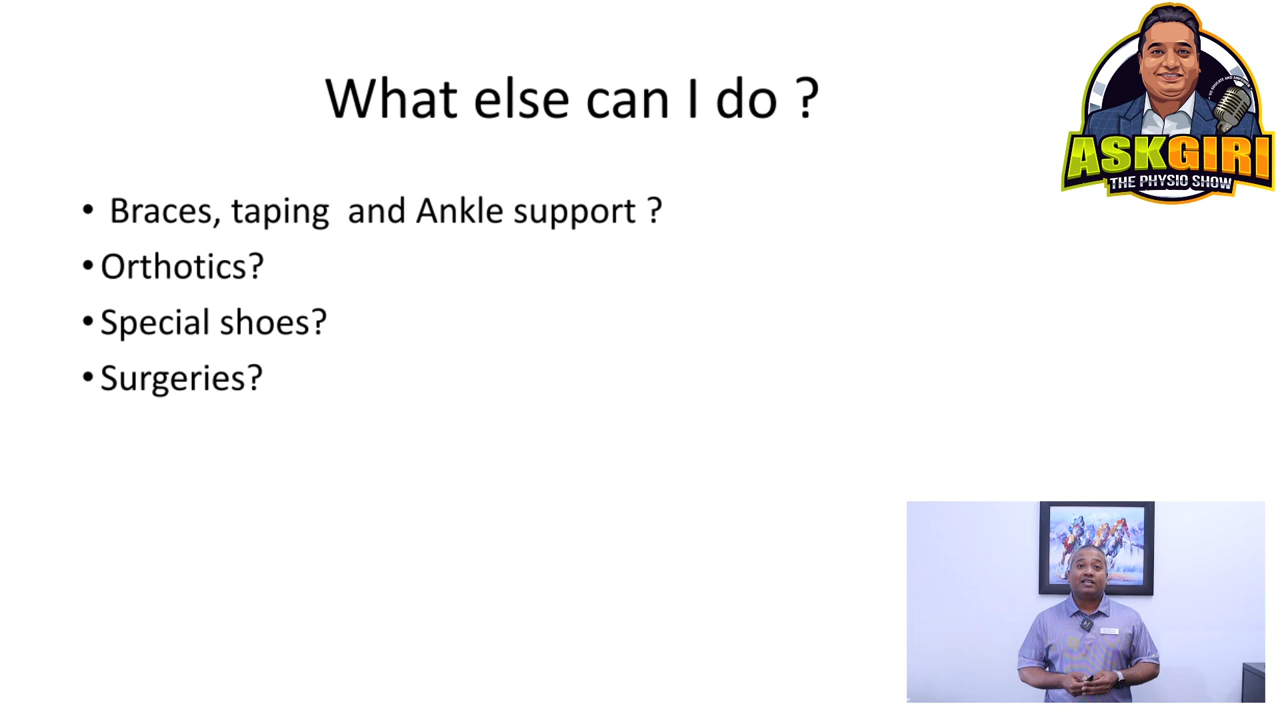 What else can I do ?
ASKGIRI
THE PHYSIO SHOW
• Braces, taping and Ankle support ?
• Orthotics?
• Special shoes?
• Surgeries?